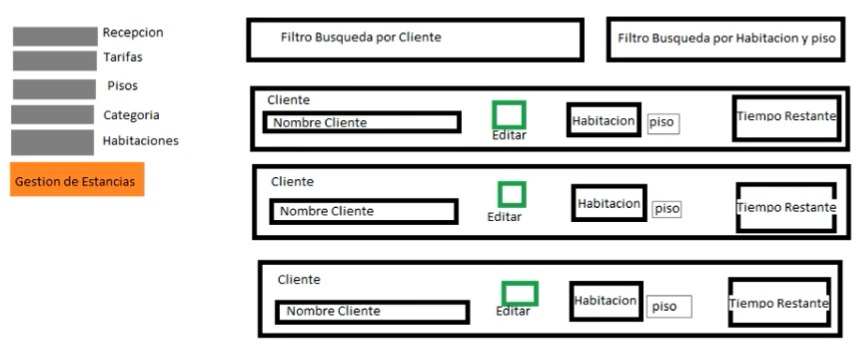 Recepcion
Tarifas
Pisos
Categoria
Habitaciones
Gestion de Estancias
Filtro Busqueda por Cliente
Filtro Busqueda por Habitacion y piso
Cliente
Nombre Cliente
Editar
Habitacion
piso
Tiempo Restante
Cliente
Nombre Cliente
Editar
Habitacion
piso
Tiempo Restante
Cliente
Nombre Cliente
Editar
Habitacion
piso
Tiempo Restante